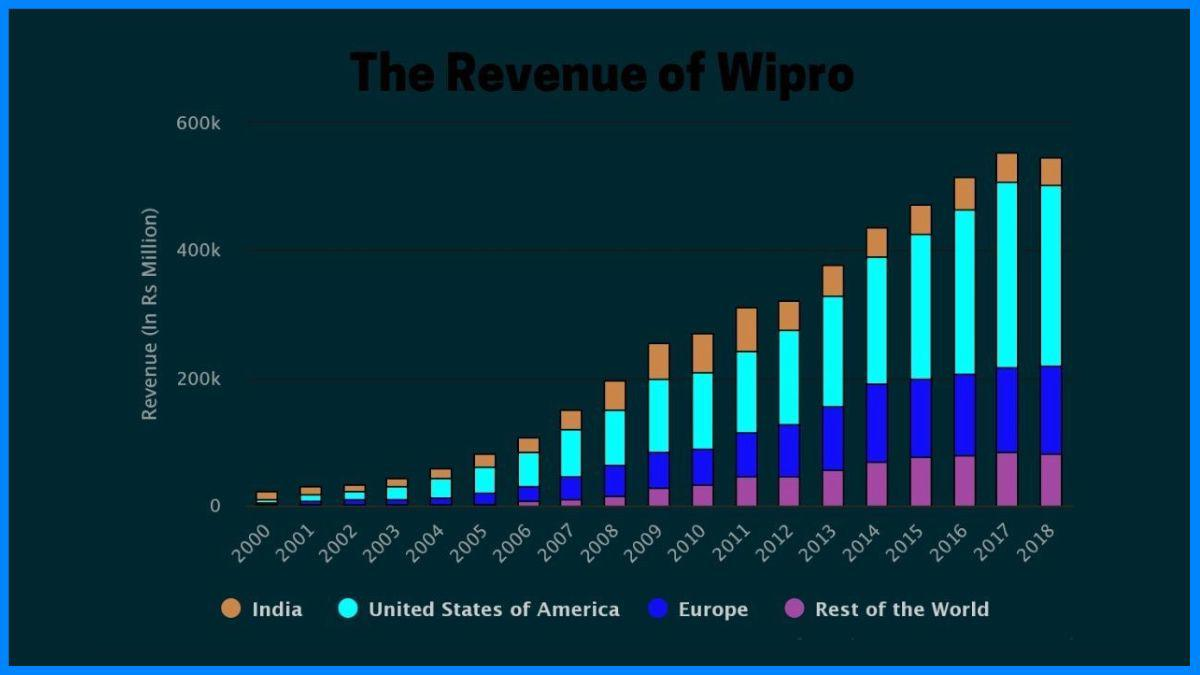 The Revenue of Wipro
600k
400k
200k
0
Revenue (In Rs Million)
2000 2001 2002 2003 2004 2005 2006 2007 2008 2009 2010 2011 2012 2013 2014 2015 2016 2017 2018
India United States of America Europe Rest of the World